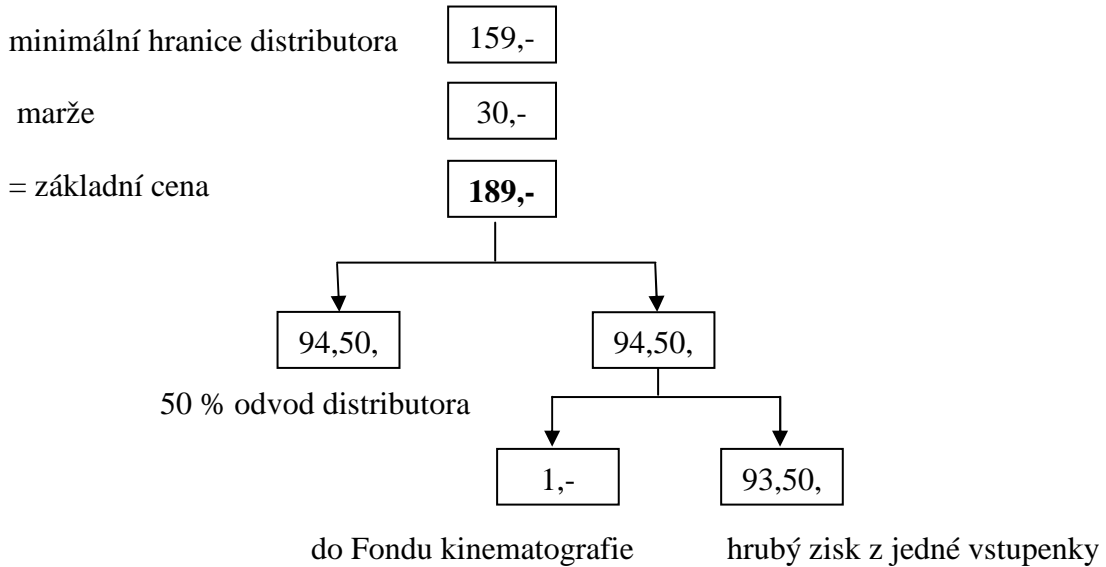 minimální hranice distributora 159,-
marže 30,-
= základní cena 189,-
94,50, 94,50,
50 % odvod distributora
1,- 93,50,
do Fondu kinematografie hrubý zisk z jedné vstupenky